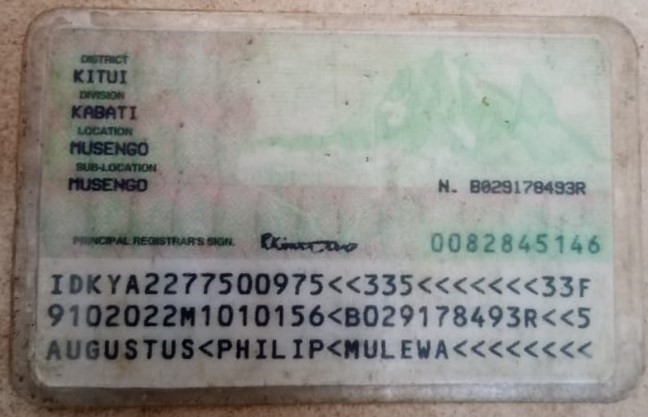 DISTRICT
KITUI
DIVISION
KABATI
LOCATION
MUSENGO
SUB-LOCATION
MUSENGO
N. B029178493R
PRINCIPAL REGISTRAR'S SIGN.
0082845146
IDKYA2277500975<<335<<<<<<<33F
9102022M1010156<B029178493R<<5
AUGUSTUS<PHILIP<MULEWA<<<<<<<<